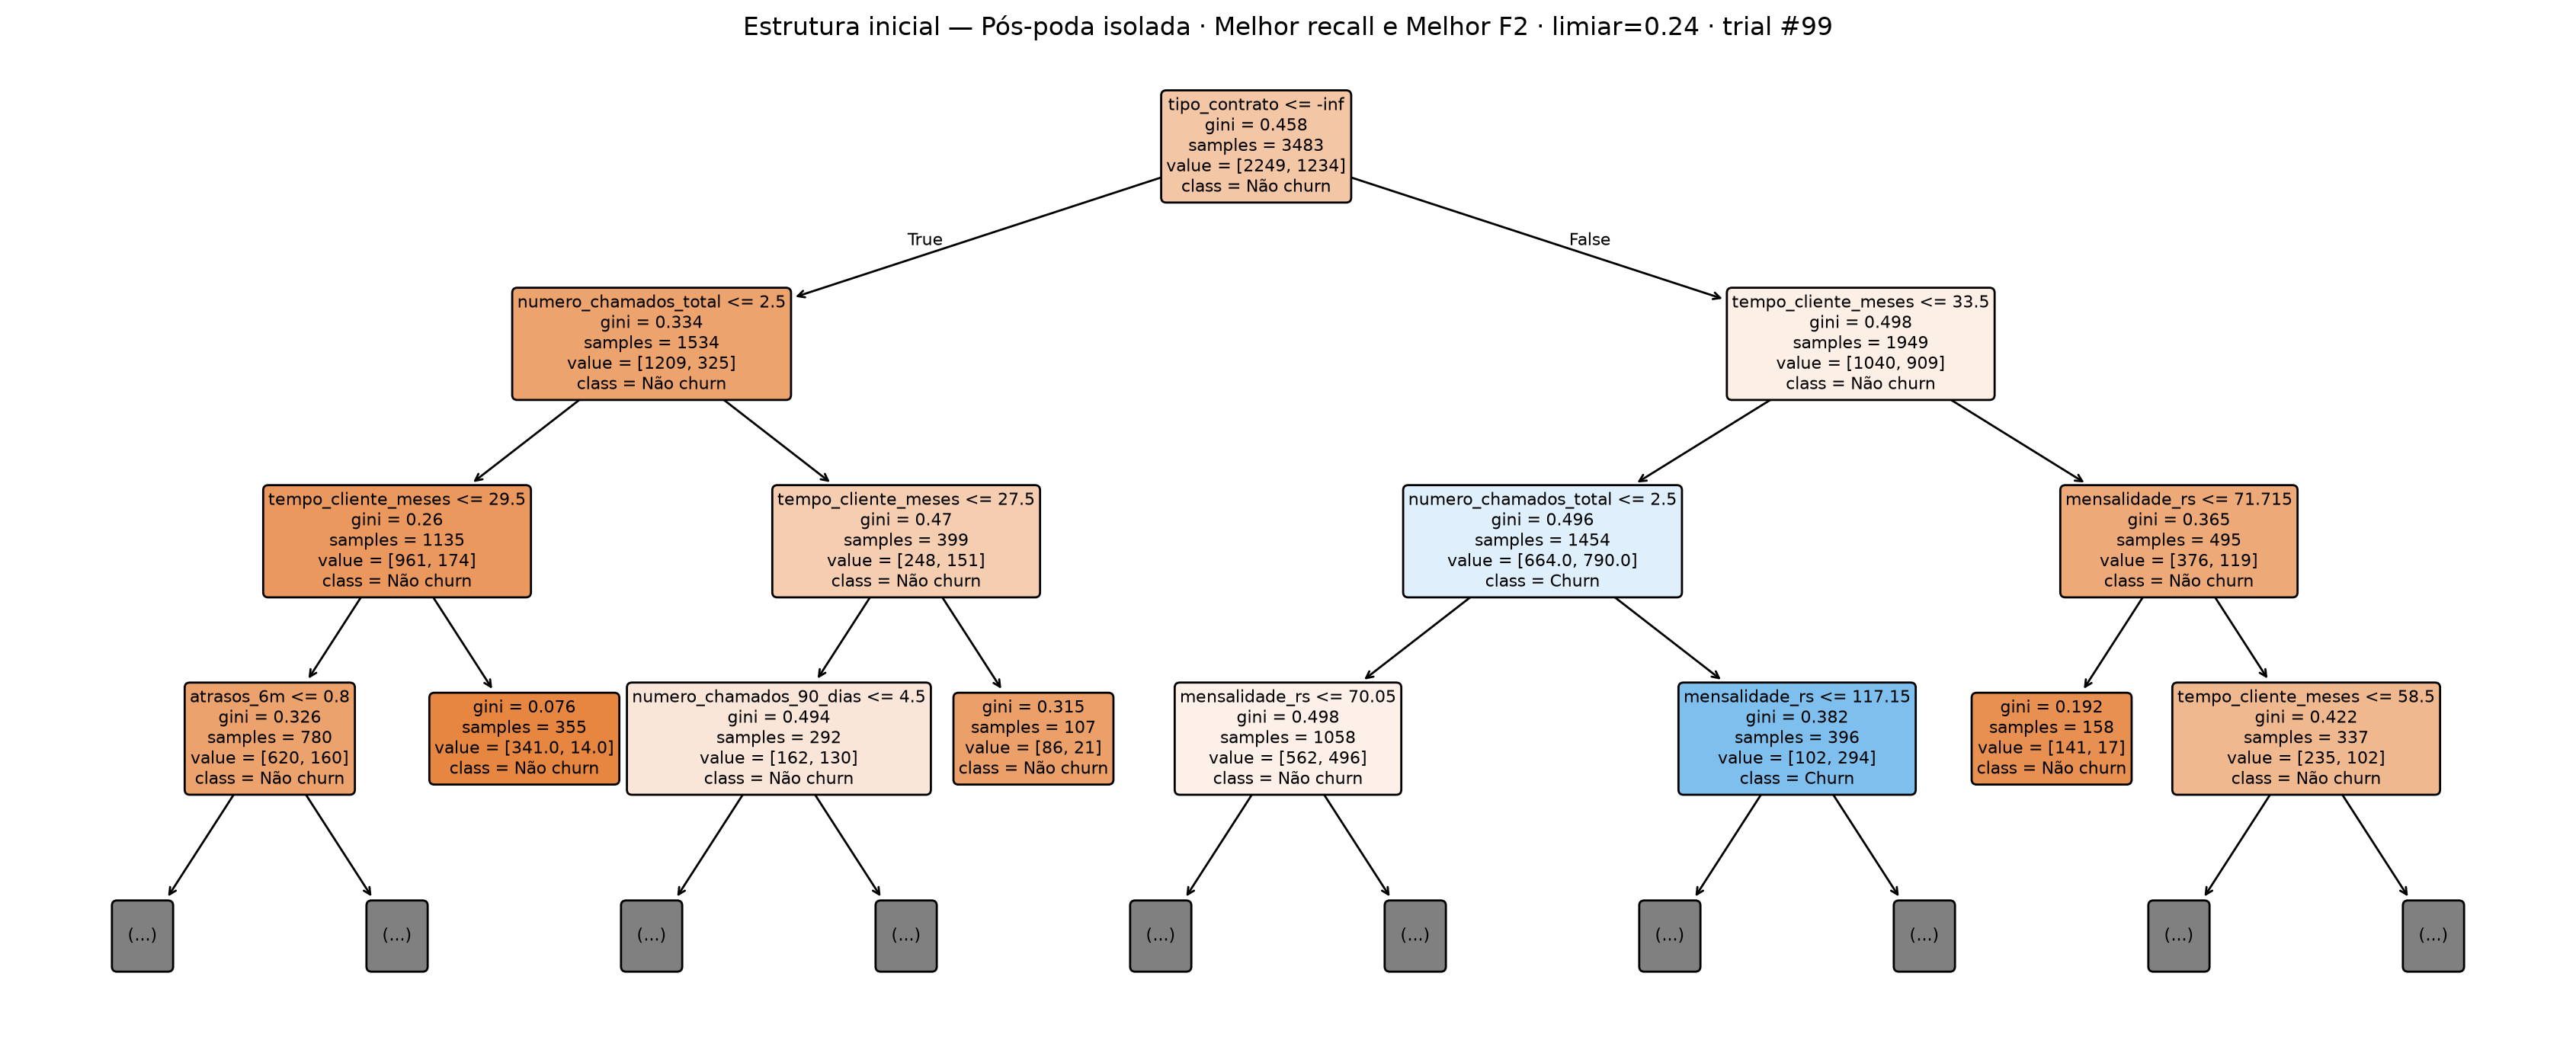 Estrutura inicial — Pós-poda isolada · Melhor recall e Melhor F2 · limiar=0.24 · trial #99
tipo_contrato <= -inf
gini = 0.458
samples = 3483
value = [2249, 1234]
class = Não churn
True
False
numero_chamados_total <= 2.5
gini = 0.334
samples = 1534
value = [1209, 325]
class = Não churn
tempo_cliente_meses <= 33.5
gini = 0.498
samples = 1949
value = [1040, 909]
class = Não churn
tempo_cliente_meses <= 29.5
gini = 0.26
samples = 1135
value = [961, 174]
class = Não churn
tempo_cliente_meses <= 27.5
gini = 0.47
samples = 399
value = [248, 151]
class = Não churn
numero_chamados_total <= 2.5
gini = 0.496
samples = 1454
value = [664.0, 790.0]
class = Churn
mensalidade_rs <= 71.715
gini = 0.365
samples = 495
value = [376, 119]
class = Não churn
atrasos_6m <= 0.8
gini = 0.326
samples = 780
value = [620, 160]
class = Não churn
gini = 0.076
samples = 355
value = [341.0, 14.0]
class = Não churn
numero_chamados_90_dias <= 4.5
gini = 0.494
samples = 292
value = [162, 130]
class = Não churn
gini = 0.315
samples = 107
value = [86, 21]
class = Não churn
mensalidade_rs <= 70.05
gini = 0.498
samples = 1058
value = [562, 496]
class = Não churn
mensalidade_rs <= 117.15
gini = 0.382
samples = 396
value = [102, 294]
class = Churn
gini = 0.192
samples = 158
value = [141, 17]
class = Não churn
tempo_cliente_meses <= 58.5
gini = 0.422
samples = 337
value = [235, 102]
class = Não churn
(...)
(...)
(...)
(...)
(...)
(...)
(...)
(...)
(...)
(...)